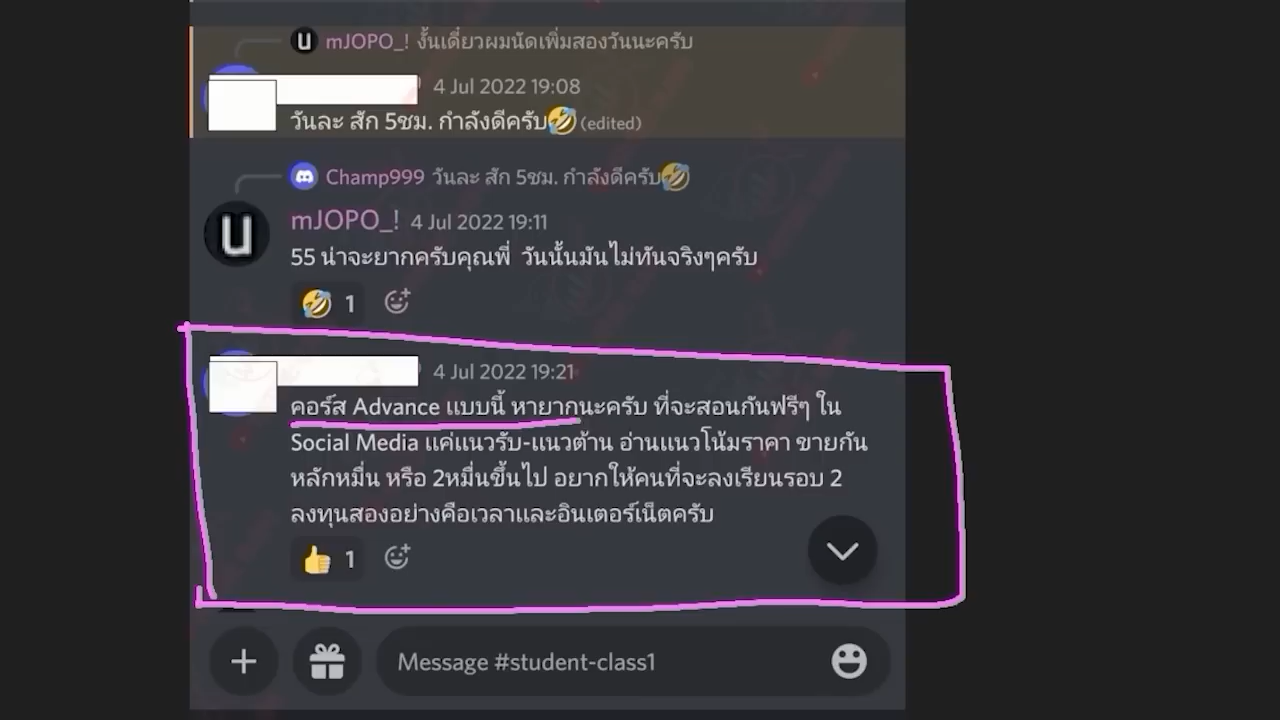 U mJOPO_! งั้นเดี๋ยวผมนัดเพิ่มสองวันนะครับ
4 Jul 2022 19:08
วันละ สัก 5ชม. กำลังดีครับ🤣 (edited)
Champ999 วันละ สัก 5ชม. กำลังดีครับ🤣
U mJOPO_! 4 Jul 2022 19:11
55 น่าจะยากครับคุณพี่ วันนั้นมันไม่ทันจริงๆครับ
🤣 1
4 Jul 2022 19:21
คอร์ส Advance แบบนี้ หายากนะครับ ที่จะสอนกันฟรีๆ ใน
Social Media แค่แนวรับ-แนวต้าน อ่านแนวโน้มราคา ขายกัน
หลักหมื่น หรือ 2หมื่นขึ้นไป อยากให้คนที่จะลงเรียนรอบ 2
ลงทุนสองอย่างคือเวลาและอินเตอร์เน็ตครับ
👍 1
Message #student-class1